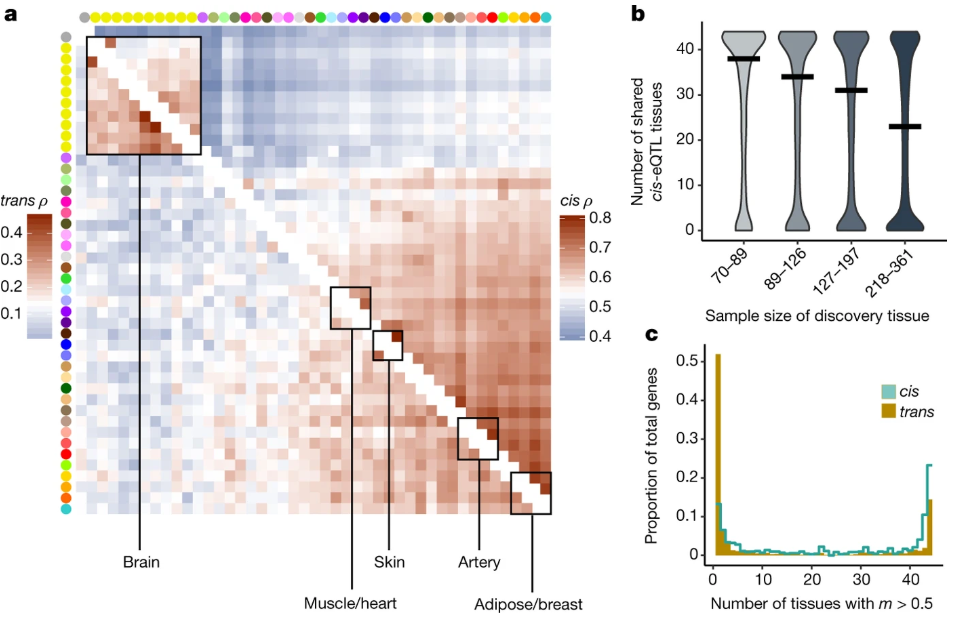 a
trans ρ
0.4
0.3
0.2
0.1
cis ρ
0.8
0.7
0.6
0.5
0.4
Brain
Skin
Artery
Muscle/heart
Adipose/breast
b
Number of shared
cis-eQTL tissues
40
30
20
10
0
70–89
89–126
127–197
218–361
Sample size of discovery tissue
c
Proportion of total genes
0.5
0.4
0.3
0.2
0.1
0
cis
trans
0
10
20
30
40
Number of tissues with m > 0.5